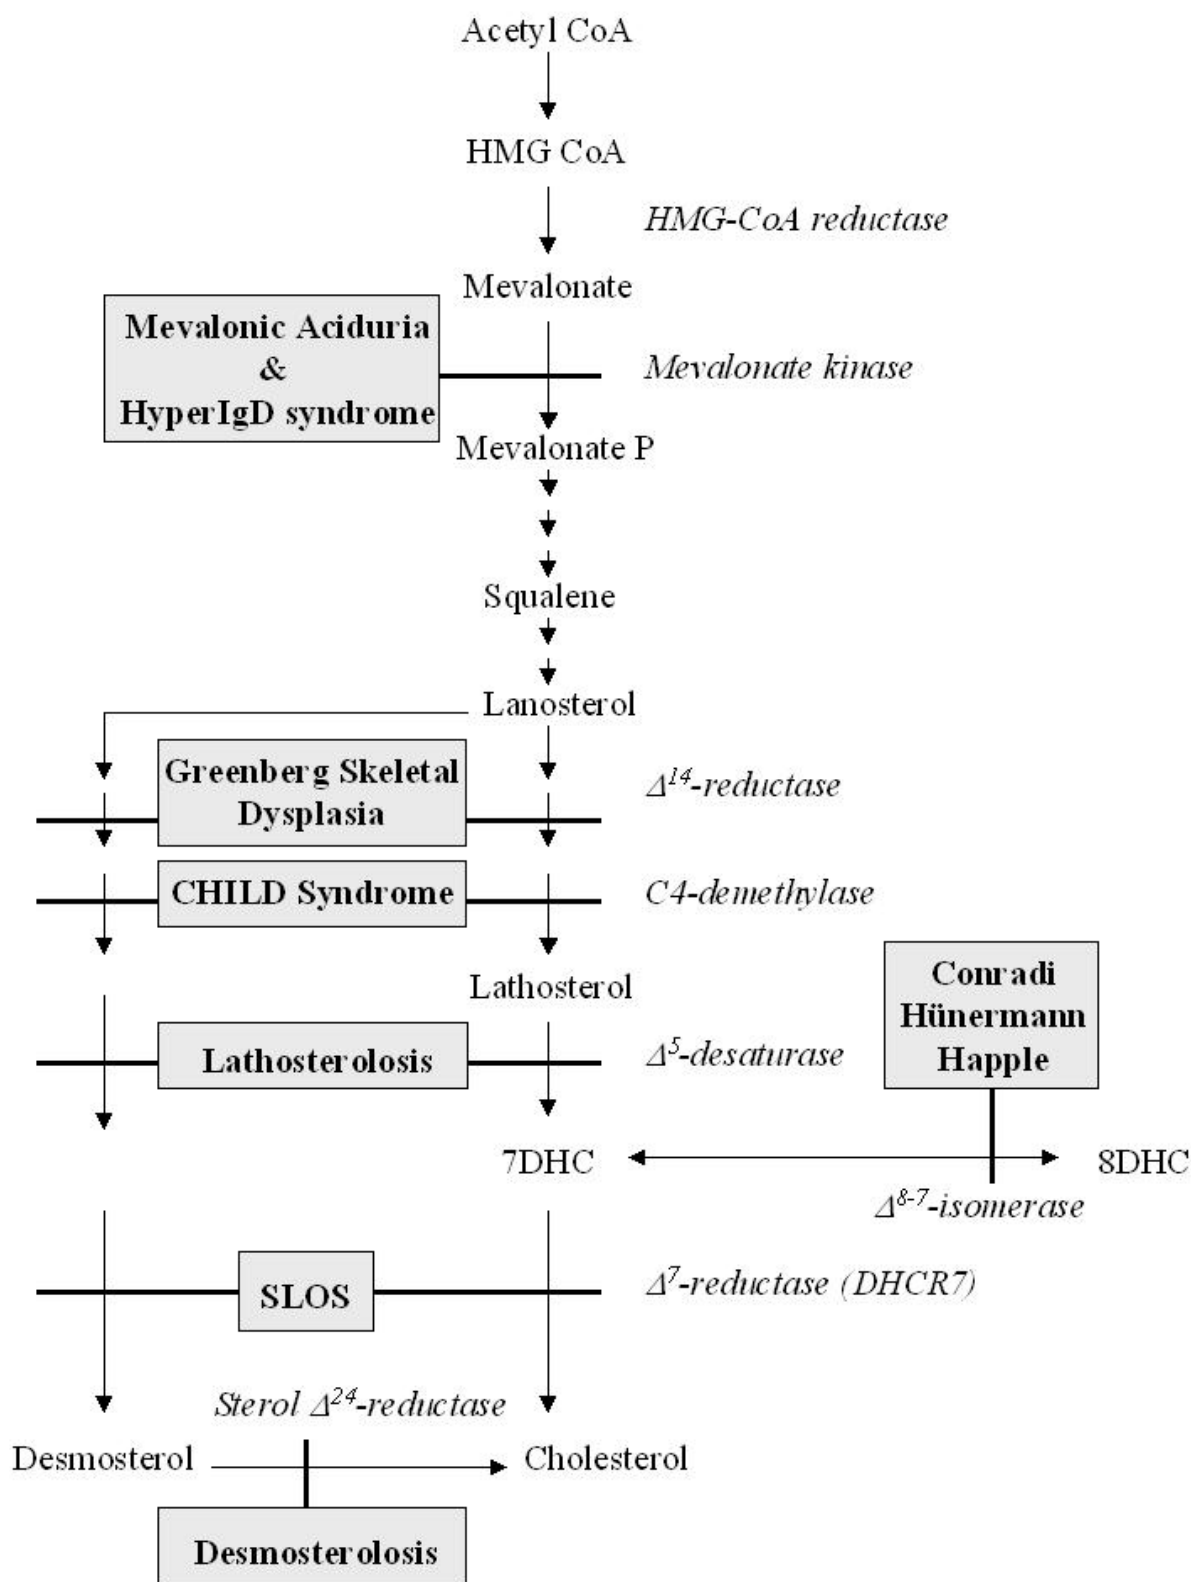 Acetyl CoA
HMG CoA
HMG-CoA reductase
Mevalonate
Mevalonic Aciduria
&
HyperIgD syndrome
Mevalonate kinase
Mevalonate P
Squalene
Lanosterol
Greenberg Skeletal
Dysplasia
Δ14-reductase
CHILD Syndrome
C4-demethylase
Lathosterol
Conradi
Hünermann
Happle
Lathosterolosis
Δ5-desaturase
7DHC
8DHC
Δ8-7-isomerase
SLOS
Δ7-reductase (DHCR7)
Sterol Δ24-reductase
Desmosterol
Cholesterol
Desmosterolosis